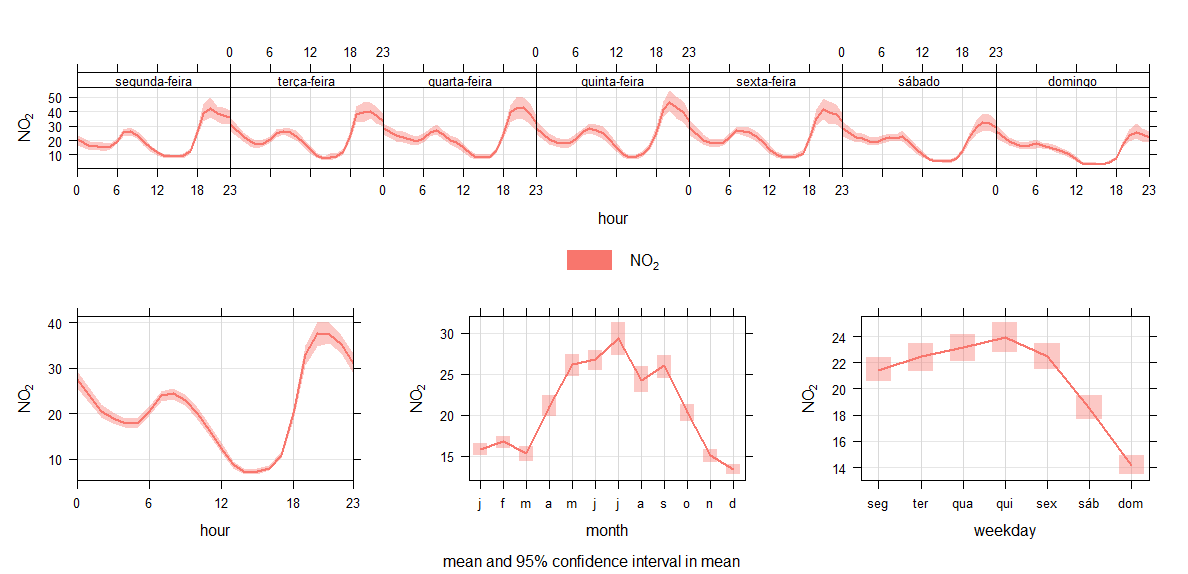 0 6 12 18 23 0 6 12 18 23 0 6 12 18 23
segunda-feira terça-feira quarta-feira quinta-feira sexta-feira sábado domingo
50
40
30
20
10
NO2
0 6 12 18 23 0 6 12 18 23 0 6 12 18 23 0 6 12 18 23
hour
NO2
40
30
20
10
NO2
0 6 12 18 23
hour
30
25
20
15
NO2
j f m a m j j a s o n d
month
24
22
20
18
16
14
NO2
seg ter qua qui sex sáb dom
weekday
mean and 95% confidence interval in mean